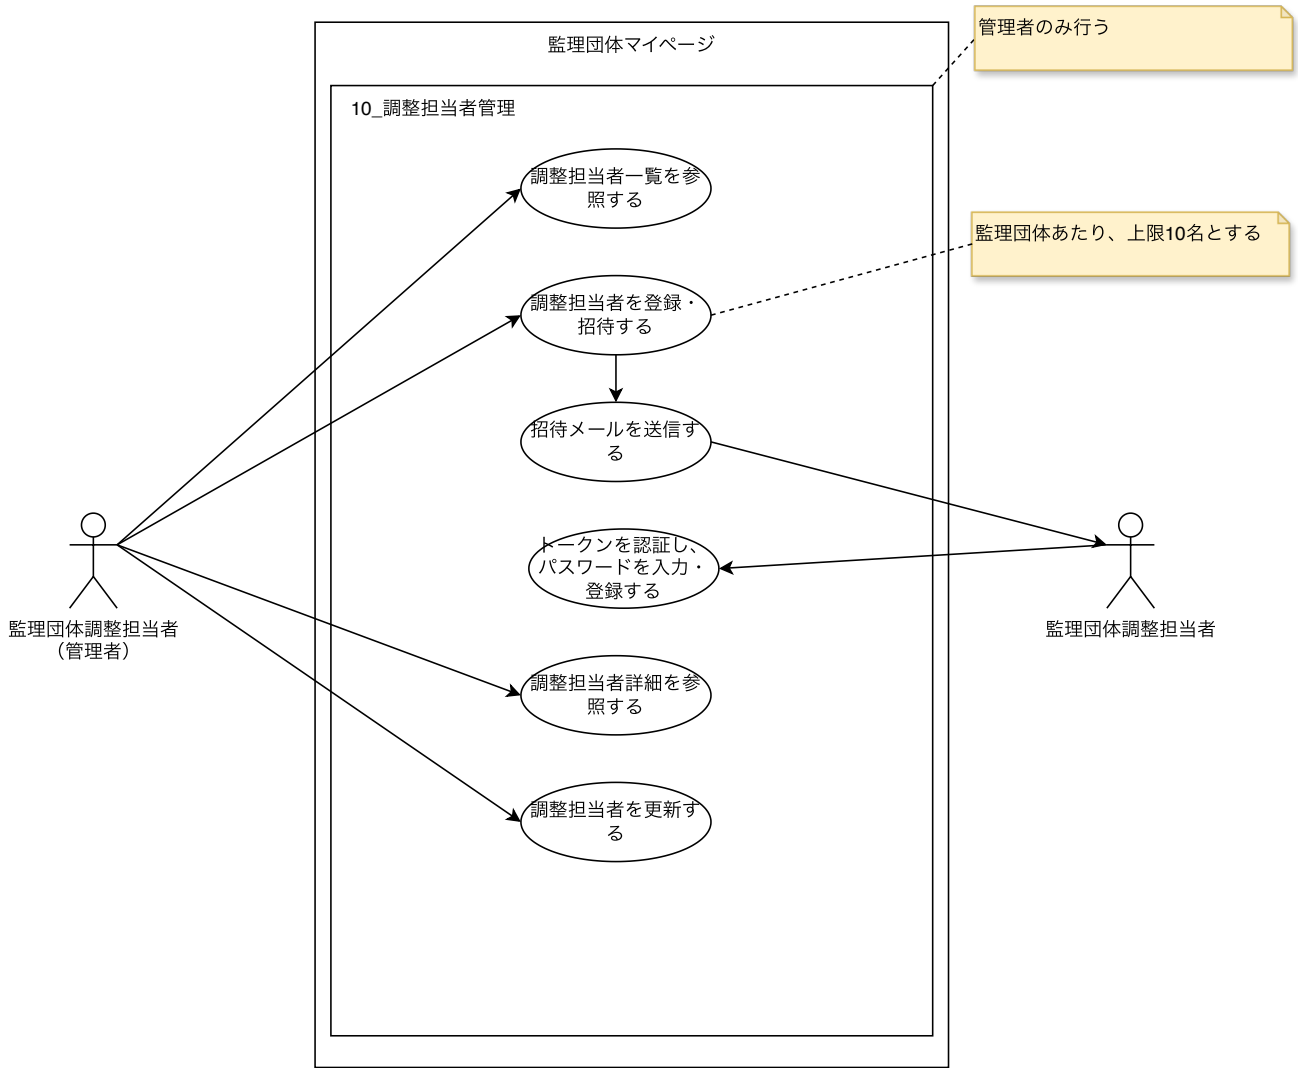 管理者のみ行う
監理団体マイページ
10_調整担当者管理
調整担当者一覧を参
照する
監理団体あたり、上限10名とする
調整担当者を登録・
招待する
招待メールを送信す
る
トークンを認証し、
パスワードを入力・
登録する
監理団体調整担当者
（管理者）
監理団体調整担当者
調整担当者詳細を参
照する
調整担当者を更新す
る